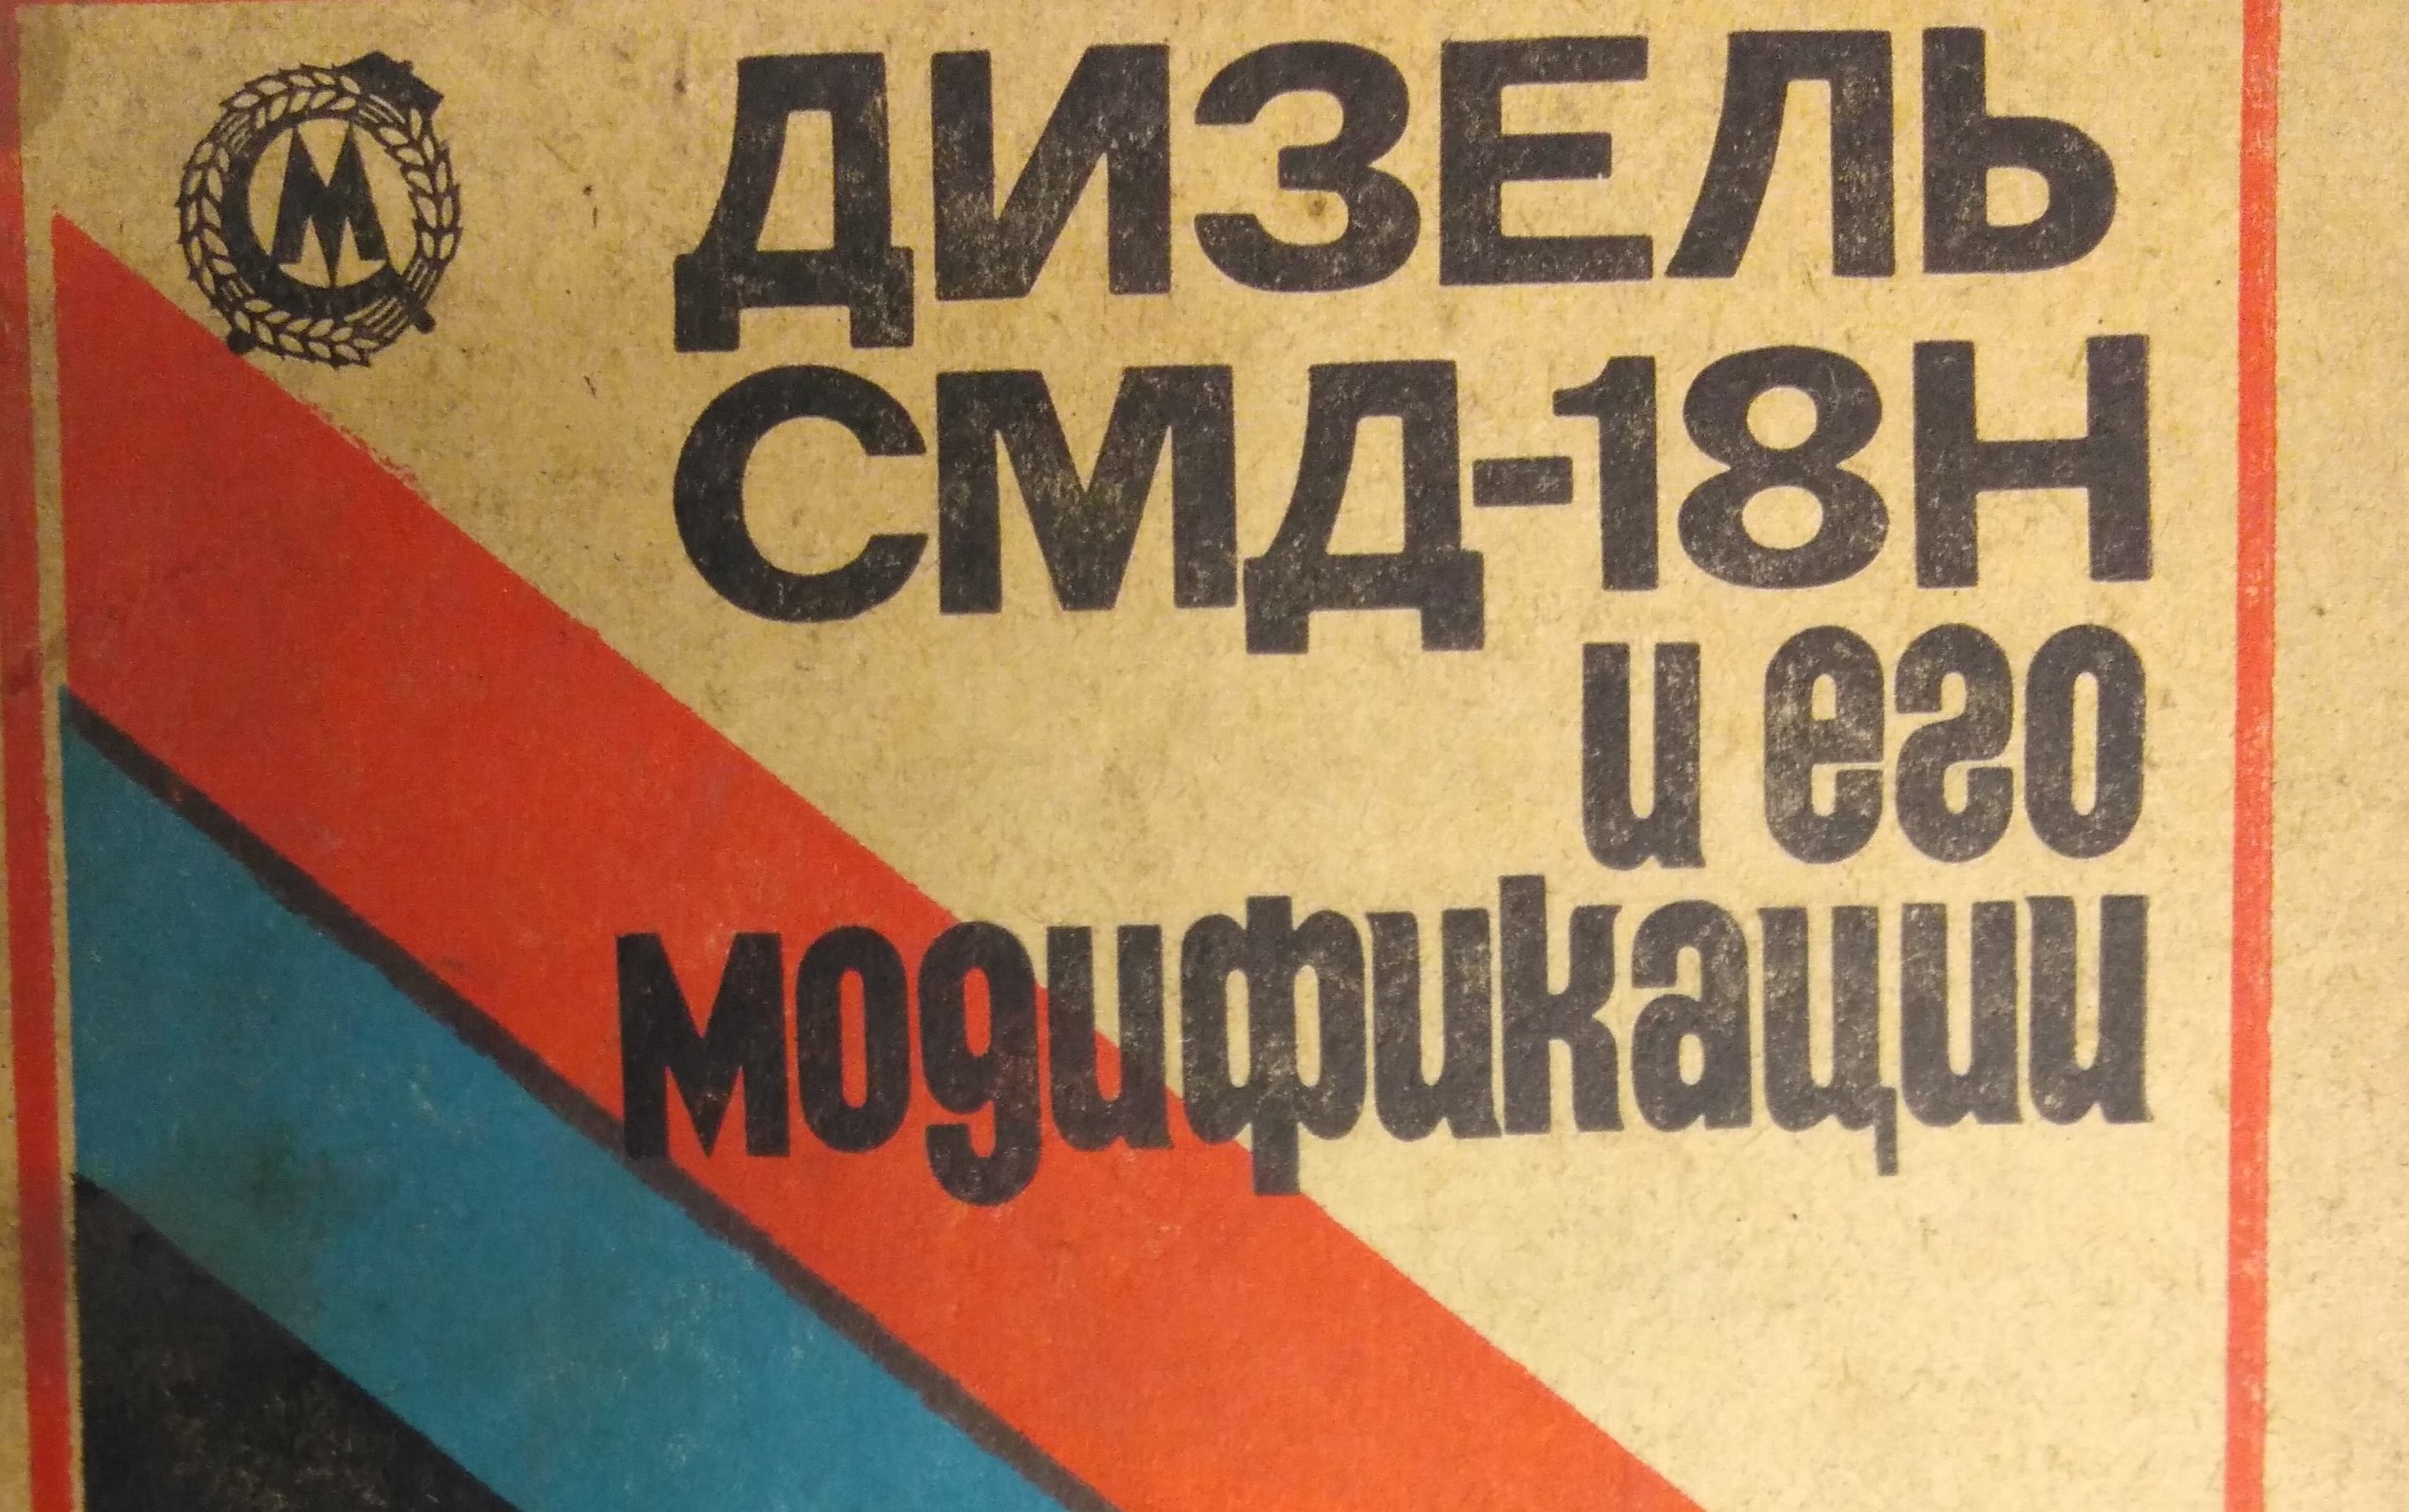 ДИЗЕЛЬ
СМД-18Н
и его
модификации